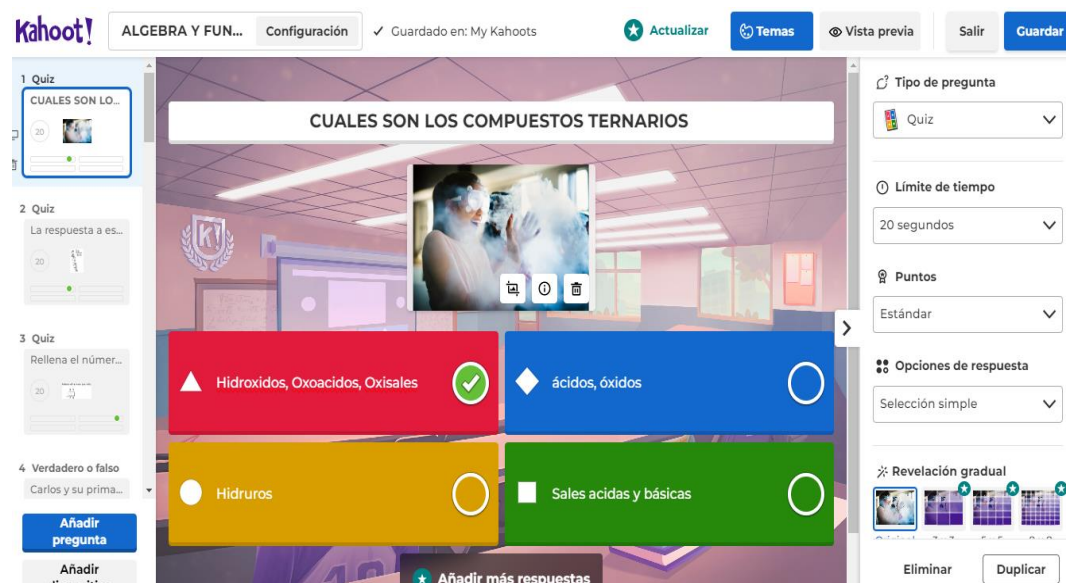 Kahoot!
ALGEBRA Y FUN...
Configuración
✓ Guardado en: My Kahoots
Actualizar
Temas
Vista previa
Salir
Guardar
1 Quiz
CUALES SON LO...
20
2 Quiz
La respuesta a es...
20
3 Quiz
Rellena el númer...
20
4 Verdadero o falso
Carlos y su prima...
Añadir
pregunta
Añadir
CUALES SON LOS COMPUESTOS TERNARIOS
K!
Hidroxidos, Oxoacidos, Oxisales
ácidos, óxidos
Hidruros
Sales acidas y básicas
Añadir más respuestas
Tipo de pregunta
Quiz
Límite de tiempo
20 segundos
Puntos
Estándar
Opciones de respuesta
Selección simple
Revelación gradual
Eliminar
Duplicar